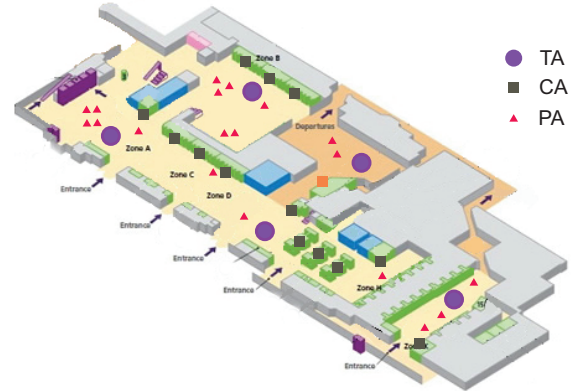 Zone B
TA
CA
PA
Departures
Zone A
Zone C
Entrance
Zone D
Entrance
Entrance
Entrance
Zone H
Entrance